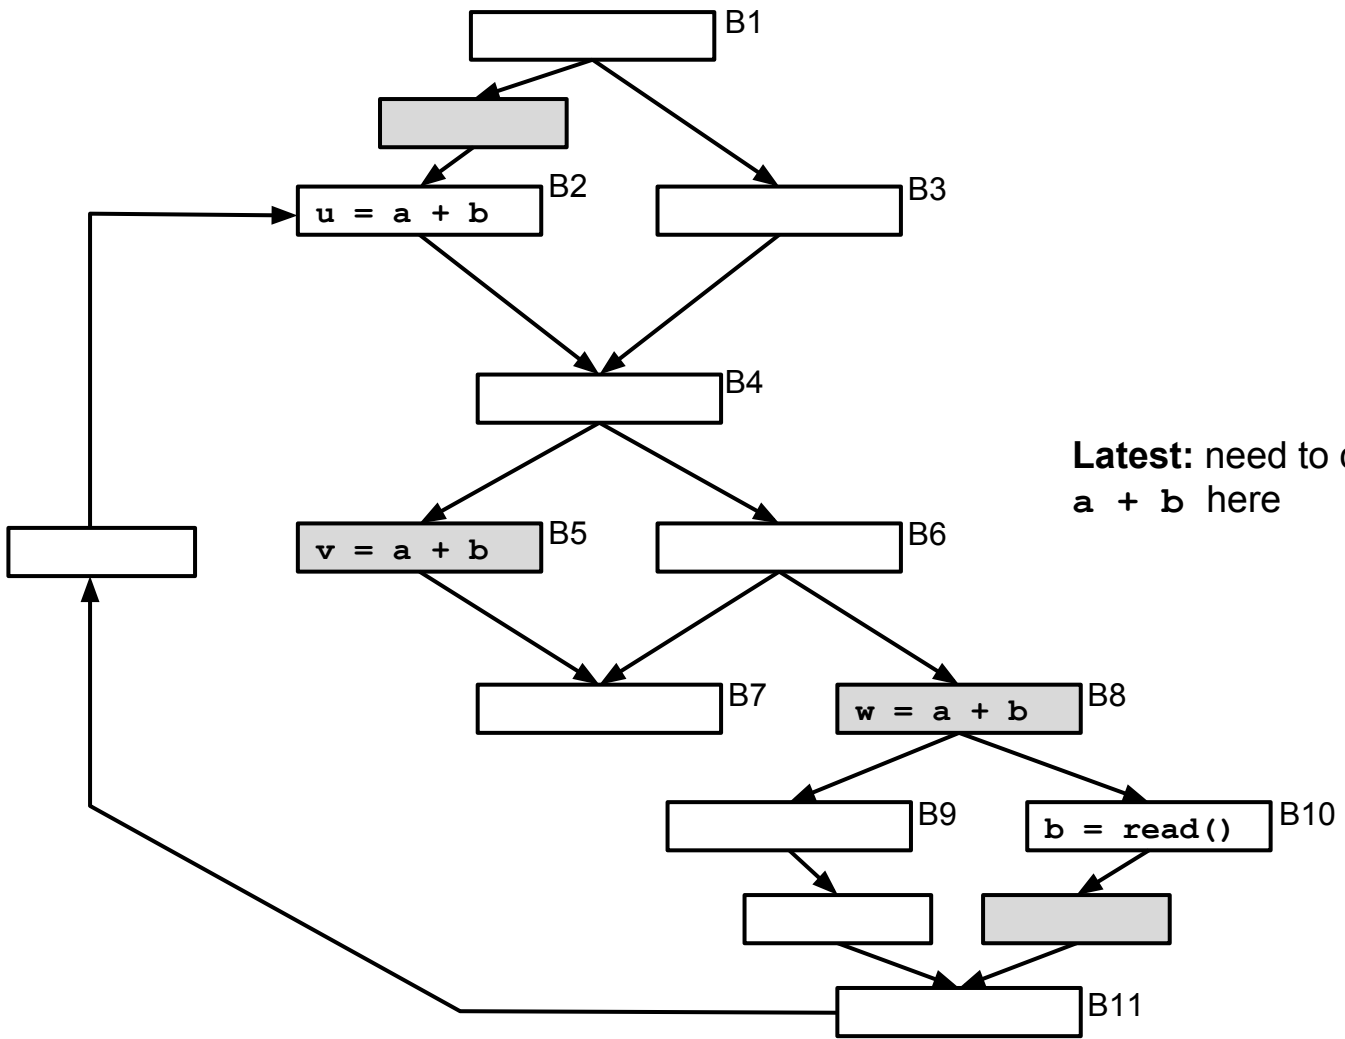 B1
B2
u = a + b
B3
B4
Latest: need to
a + b here
B5
v = a + b
B6
B7
B8
w = a + b
B9
B10
b = read()
B11